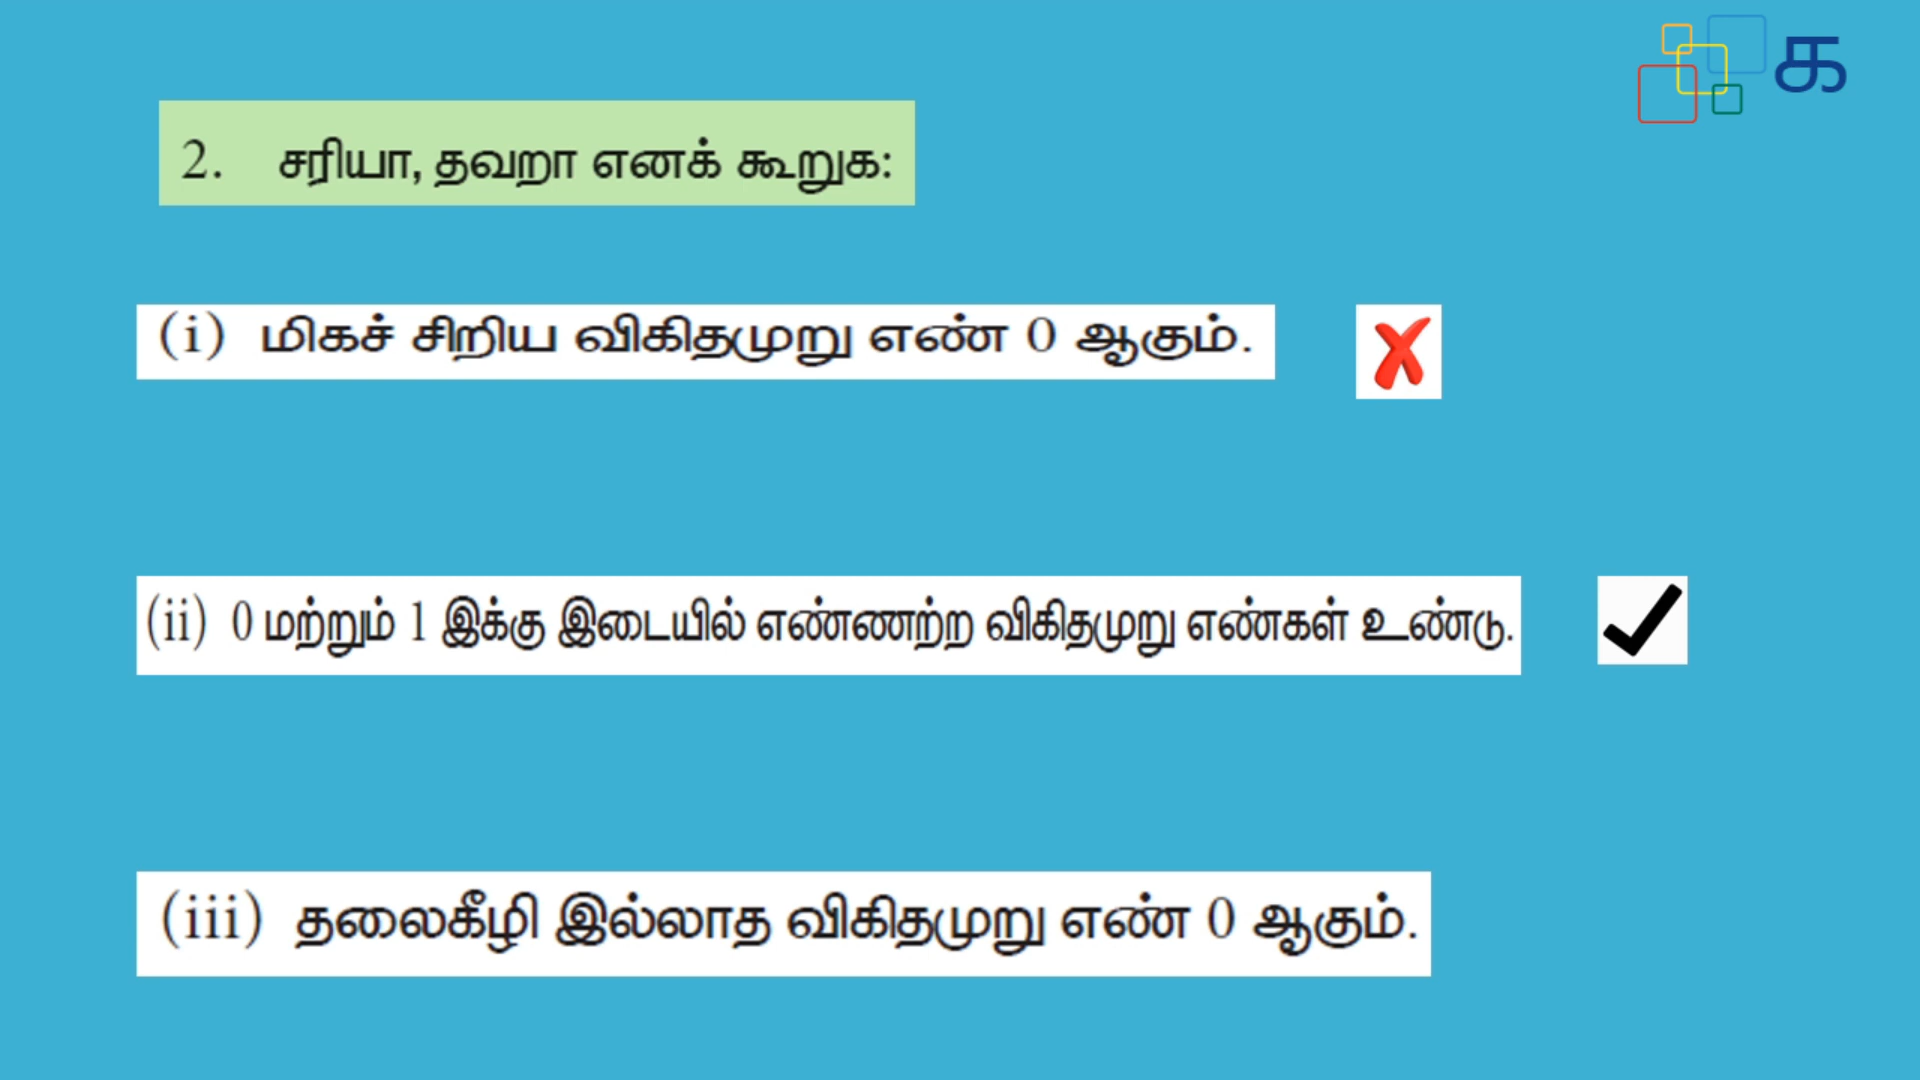 க
2. சரியா, தவறா எனக் கூறுக:
(i) மிகச் சிறிய விகிதமுறு எண் 0 ஆகும்.
(ii) 0 மற்றும் 1 இக்கு இடையில் எண்ணற்ற விகிதமுறு எண்கள் உண்டு.
(iii) தலைகீழி இல்லாத விகிதமுறு எண் 0 ஆகும்.